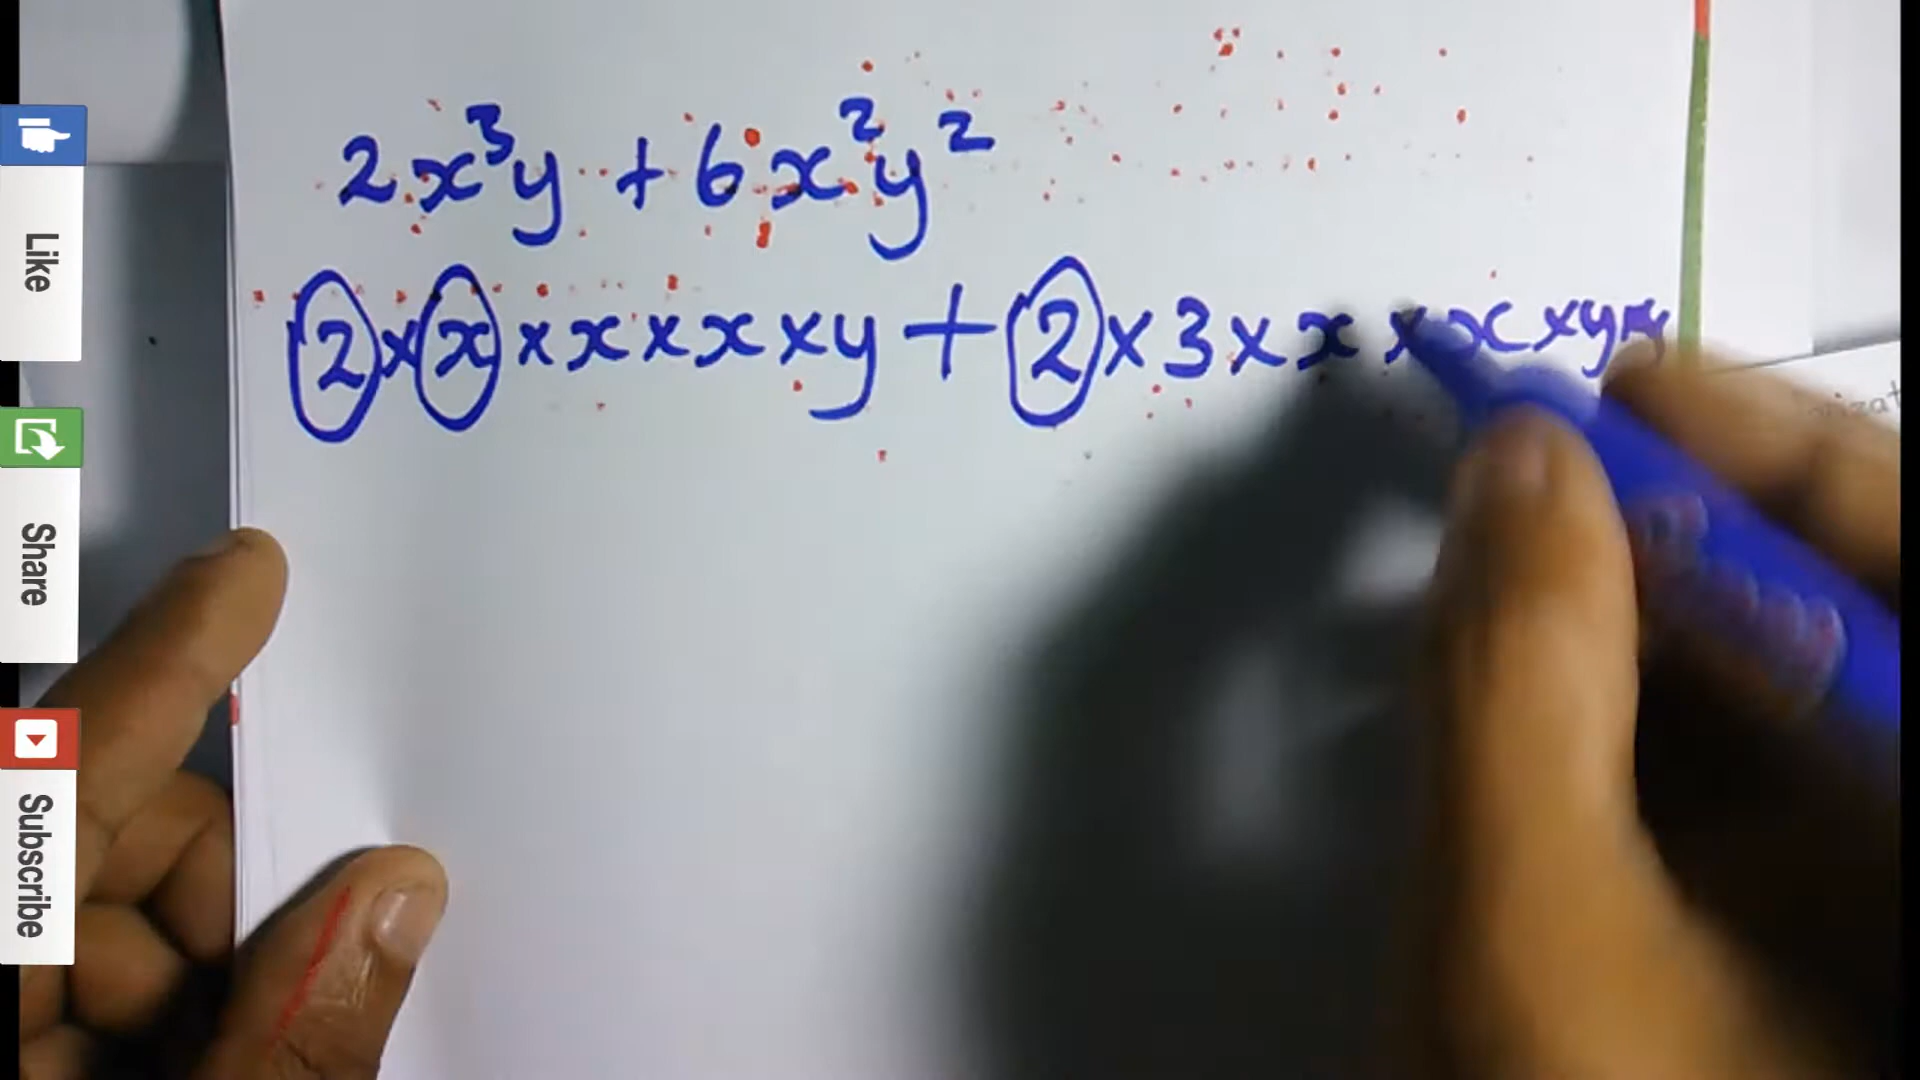 2x³y + 6x²y²
2 × x × x × x × y + 2 × 3 × x × x × y × y
Like
Share
Subscribe